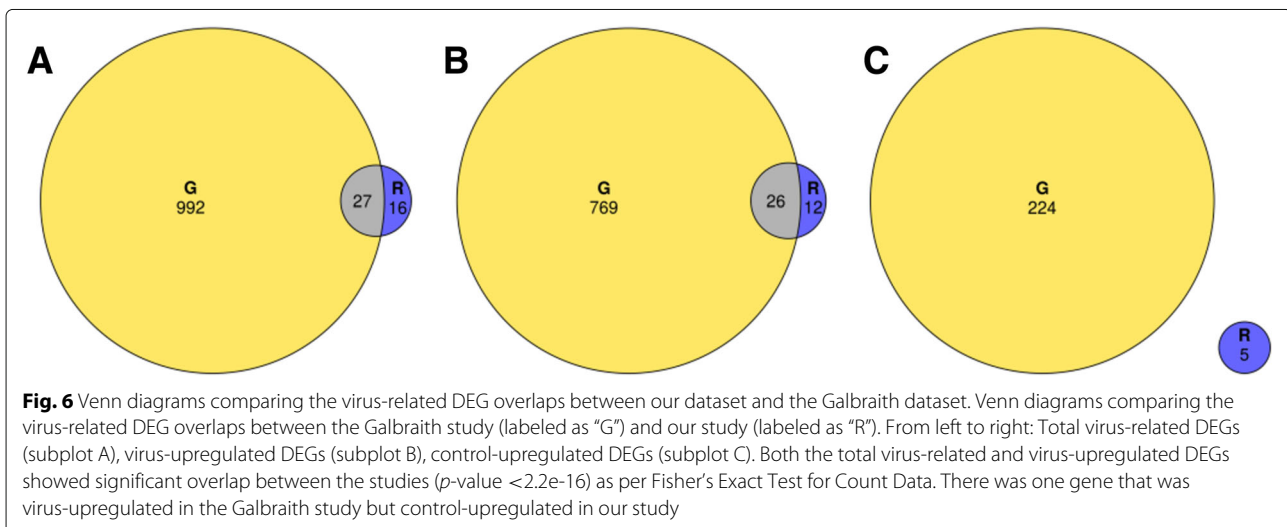 A
B
C
G
992
27
R
16
G
769
26
R
12
G
224
R
5
Fig. 6 Venn diagrams comparing the virus-related DEG overlaps between our dataset and the Galbraith dataset. Venn diagrams comparing the
virus-related DEG overlaps between the Galbraith study (labeled as “G”) and our study (labeled as “R”). From left to right: Total virus-related DEGs
(subplot A), virus-upregulated DEGs (subplot B), control-upregulated DEGs (subplot C). Both the total virus-related and virus-upregulated DEGs
showed significant overlap between the studies (p-value <2.2e-16) as per Fisher’s Exact Test for Count Data. There was one gene that was
virus-upregulated in the Galbraith study but control-upregulated in our study